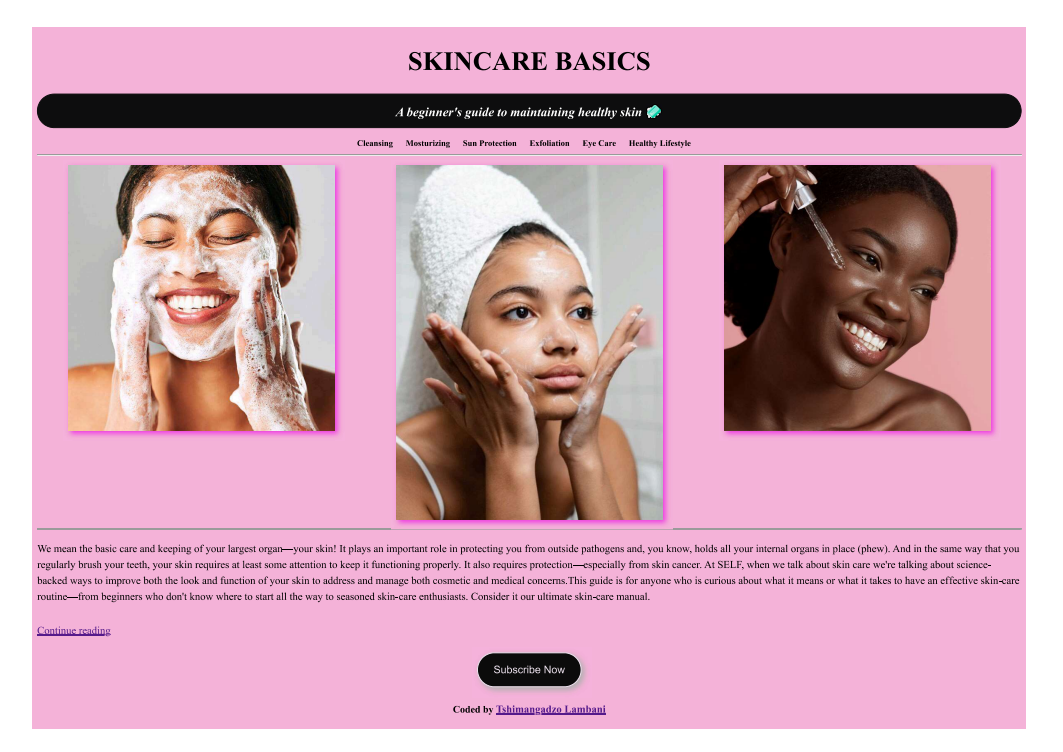 SKINCARE BASICS
A beginner's guide to maintaining healthy skin 🧼
Cleansing Mosturizing Sun Protection Exfoliation Eye Care Healthy Lifestyle
We mean the basic care and keeping of your largest organ—your skin! It plays an important role in protecting you from outside pathogens and, you know, holds all your internal organs in place (phew). And in the same way that you
regularly brush your teeth, your skin requires at least some attention to keep it functioning properly. It also requires protection—especially from skin cancer. At SELF, when we talk about skin care we're talking about science-
backed ways to improve both the look and function of your skin to address and manage both cosmetic and medical concerns.This guide is for anyone who is curious about what it means or what it takes to have an effective skin-care
routine—from beginners who don't know where to start all the way to seasoned skin-care enthusiasts. Consider it our ultimate skin-care manual.
Continue reading
Subscribe Now
Coded by Tshimangadzo Lambani